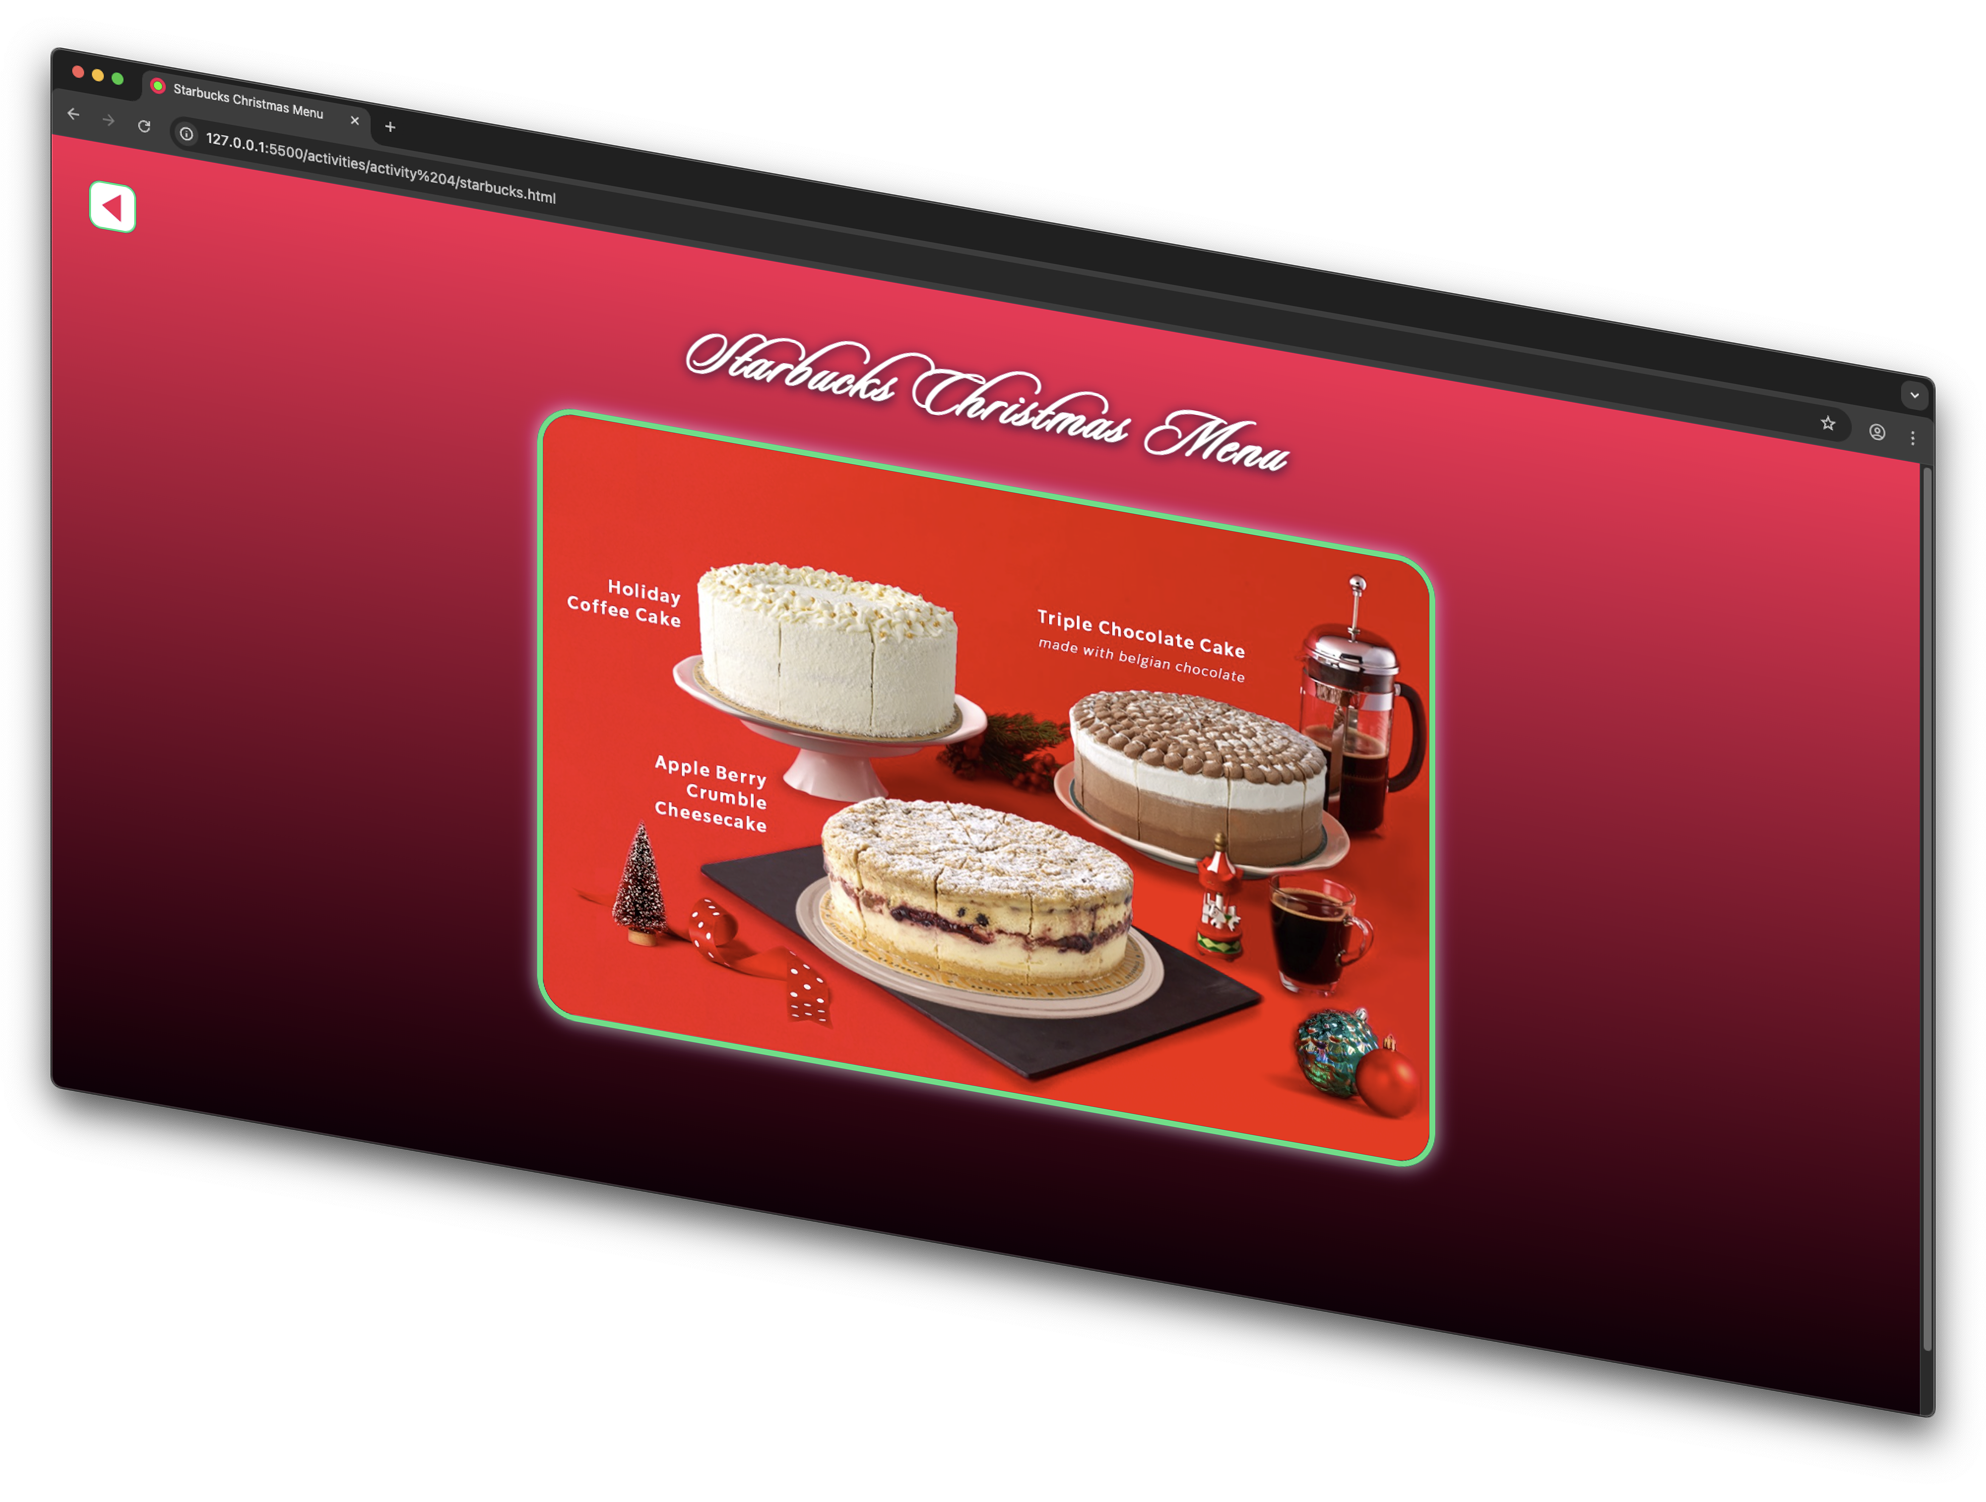 Starbucks Christmas Menu
127.0.0.1:5500/activities/activity%204/starbucks.html
Starbucks Christmas Menu
Holiday
Coffee Cake
Triple Chocolate Cake
made with belgian chocolate
Apple Berry
Crumble
Cheesecake